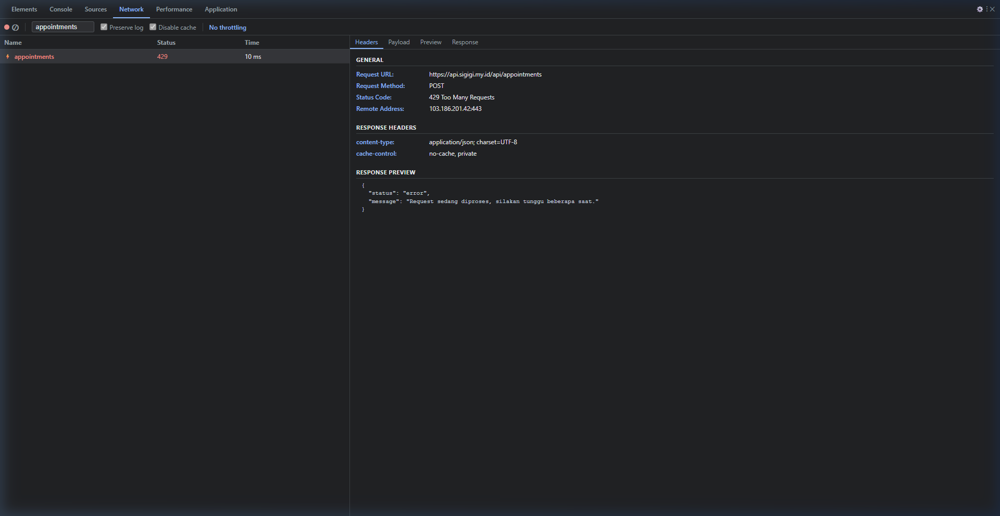 Elements Console Sources Network Performance Application
appointments Preserve log Disable cache No throttling
Name Status Time
appointments 429 10 ms
Headers Payload Preview Response
GENERAL
Request URL: https://api.sigigi.my.id/api/appointments
Request Method: POST
Status Code: 429 Too Many Requests
Remote Address: 103.186.201.42:443
RESPONSE HEADERS
content-type: application/json; charset=UTF-8
cache-control: no-cache, private
RESPONSE PREVIEW
{
"status": "error",
"message": "Request sedang diproses, silakan tunggu beberapa saat."
}